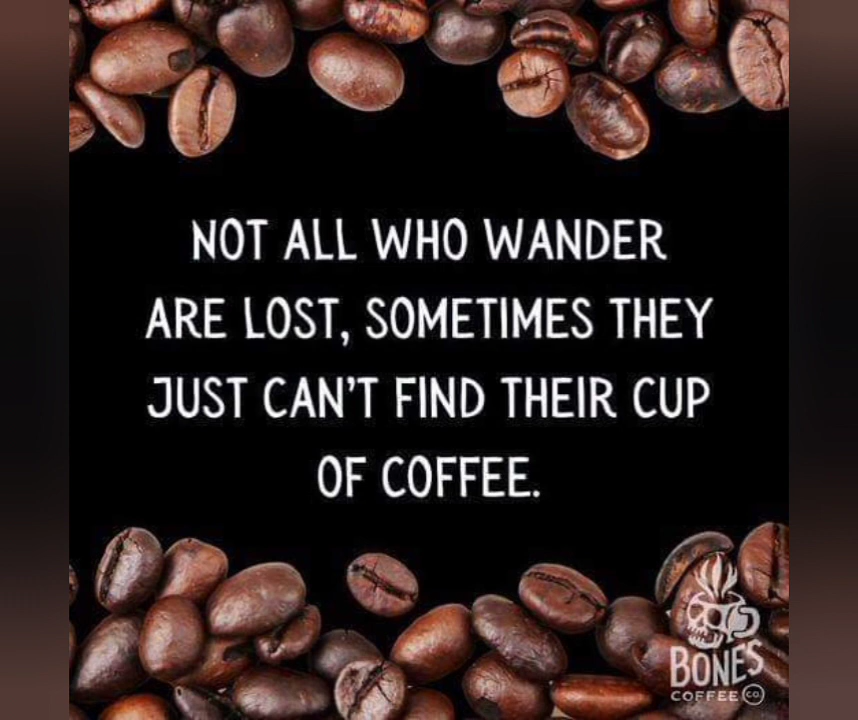 NOT ALL WHO WANDER
ARE LOST, SOMETIMES THEY
JUST CAN'T FIND THEIR CUP
OF COFFEE.
BONES
COFFEE CO.